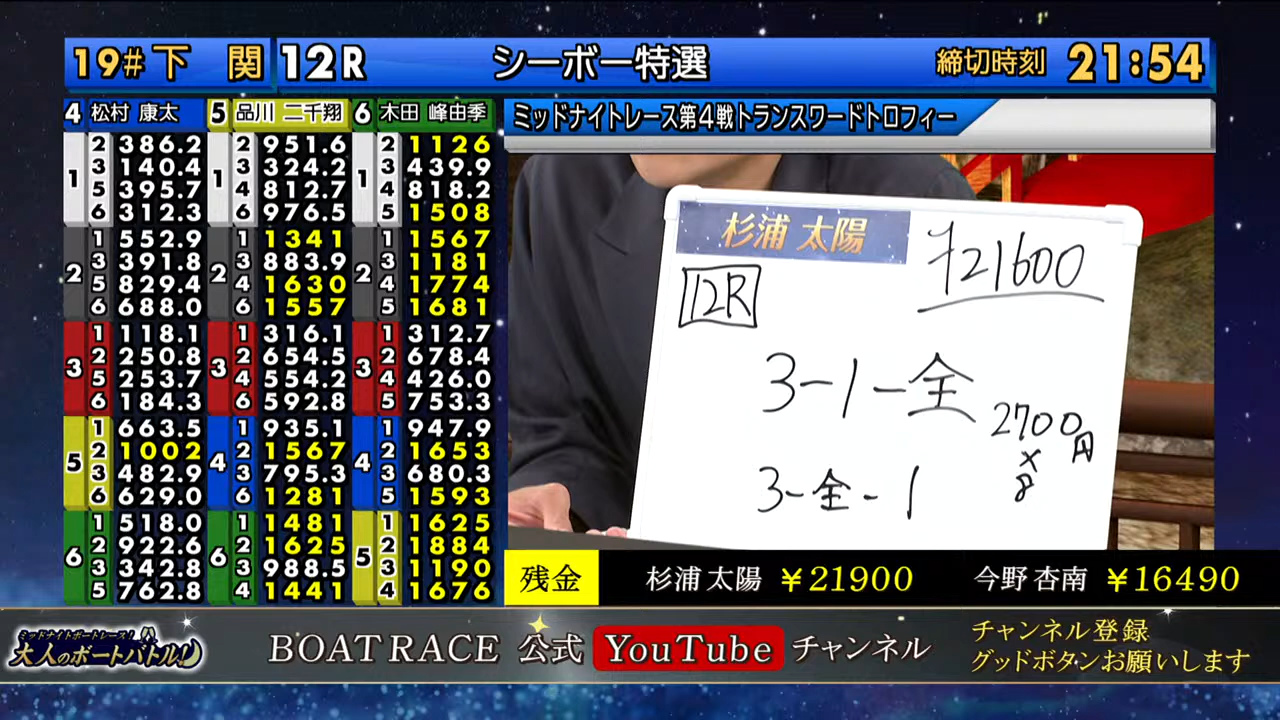 19# 下 関 12R シーボー特選 締切時刻 21:54
4 松村 康太 5 品川 二千翔 6 木田 峰由季
ミッドナイトレース第4戦トランスワードトロフィー
1 2 386.2 1 2 951.6 1 2 1126
3 140.4 3 324.2 3 439.9
5 395.7 4 812.7 4 818.2
6 312.3 6 976.5 5 1508
2 1 552.9 2 1 1341 2 1 1567
3 391.8 3 883.9 3 1181
5 829.4 4 1630 4 1774
6 688.0 6 1557 5 1681
3 1 118.1 3 1 316.1 3 1 312.7
2 250.8 2 654.5 2 678.4
5 253.7 4 554.2 4 426.0
6 184.3 6 592.8 5 753.3
5 1 663.5 4 1 935.1 4 1 947.9
2 1002 2 1567 2 1653
3 482.9 3 795.3 3 680.3
6 629.0 6 1281 5 1593
6 1 518.0 6 1 1481 5 1 1625
2 922.6 2 1625 2 1884
3 342.8 3 988.5 3 1190
5 762.8 4 1441 4 1676
杉浦 太陽
¥21600
12R
3-1-全
2700円
×
8
3-全-1
残金 杉浦 太陽 ¥21900 今野 杏南 ¥16490
ミッドナイトボートレース!
大人のボートバトル!
BOAT RACE 公式 YouTube チャンネル
チャンネル登録
グッドボタンお願いします